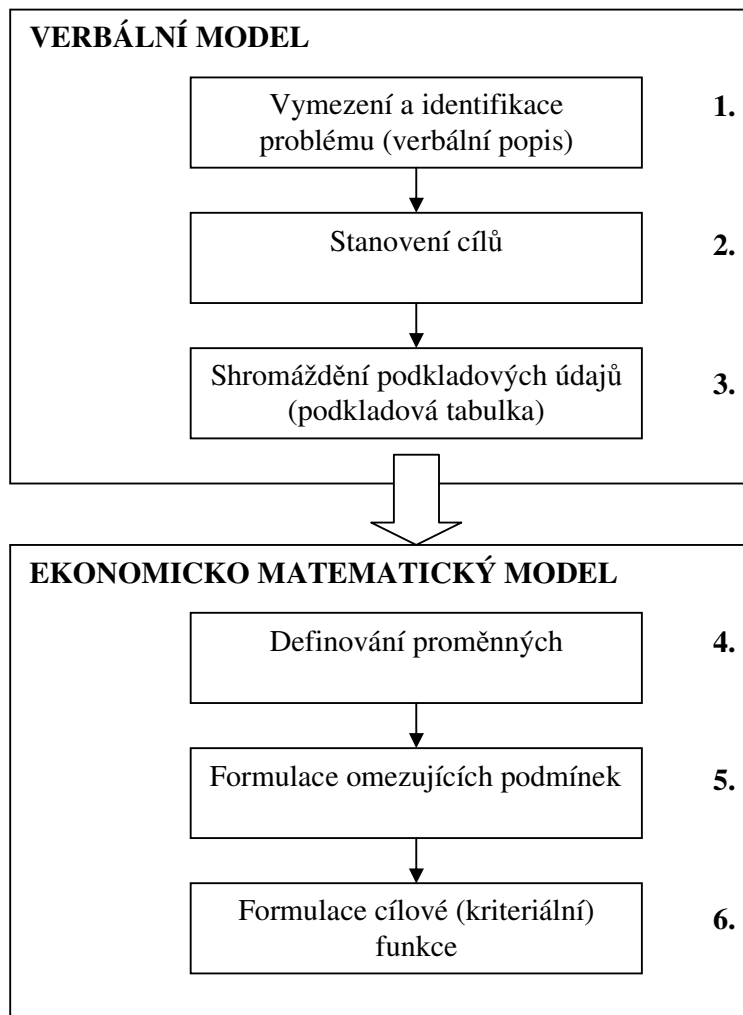 VERBÁLNÍ MODEL
Vymezení a identifikace
problému (verbální popis)
1.
Stanovení cílů
2.
Shromáždění podkladových údajů
(podkladová tabulka)
3.
EKONOMICKO MATEMATICKÝ MODEL
Definování proměnných
4.
Formulace omezujících podmínek
5.
Formulace cílové (kriteriální)
funkce
6.